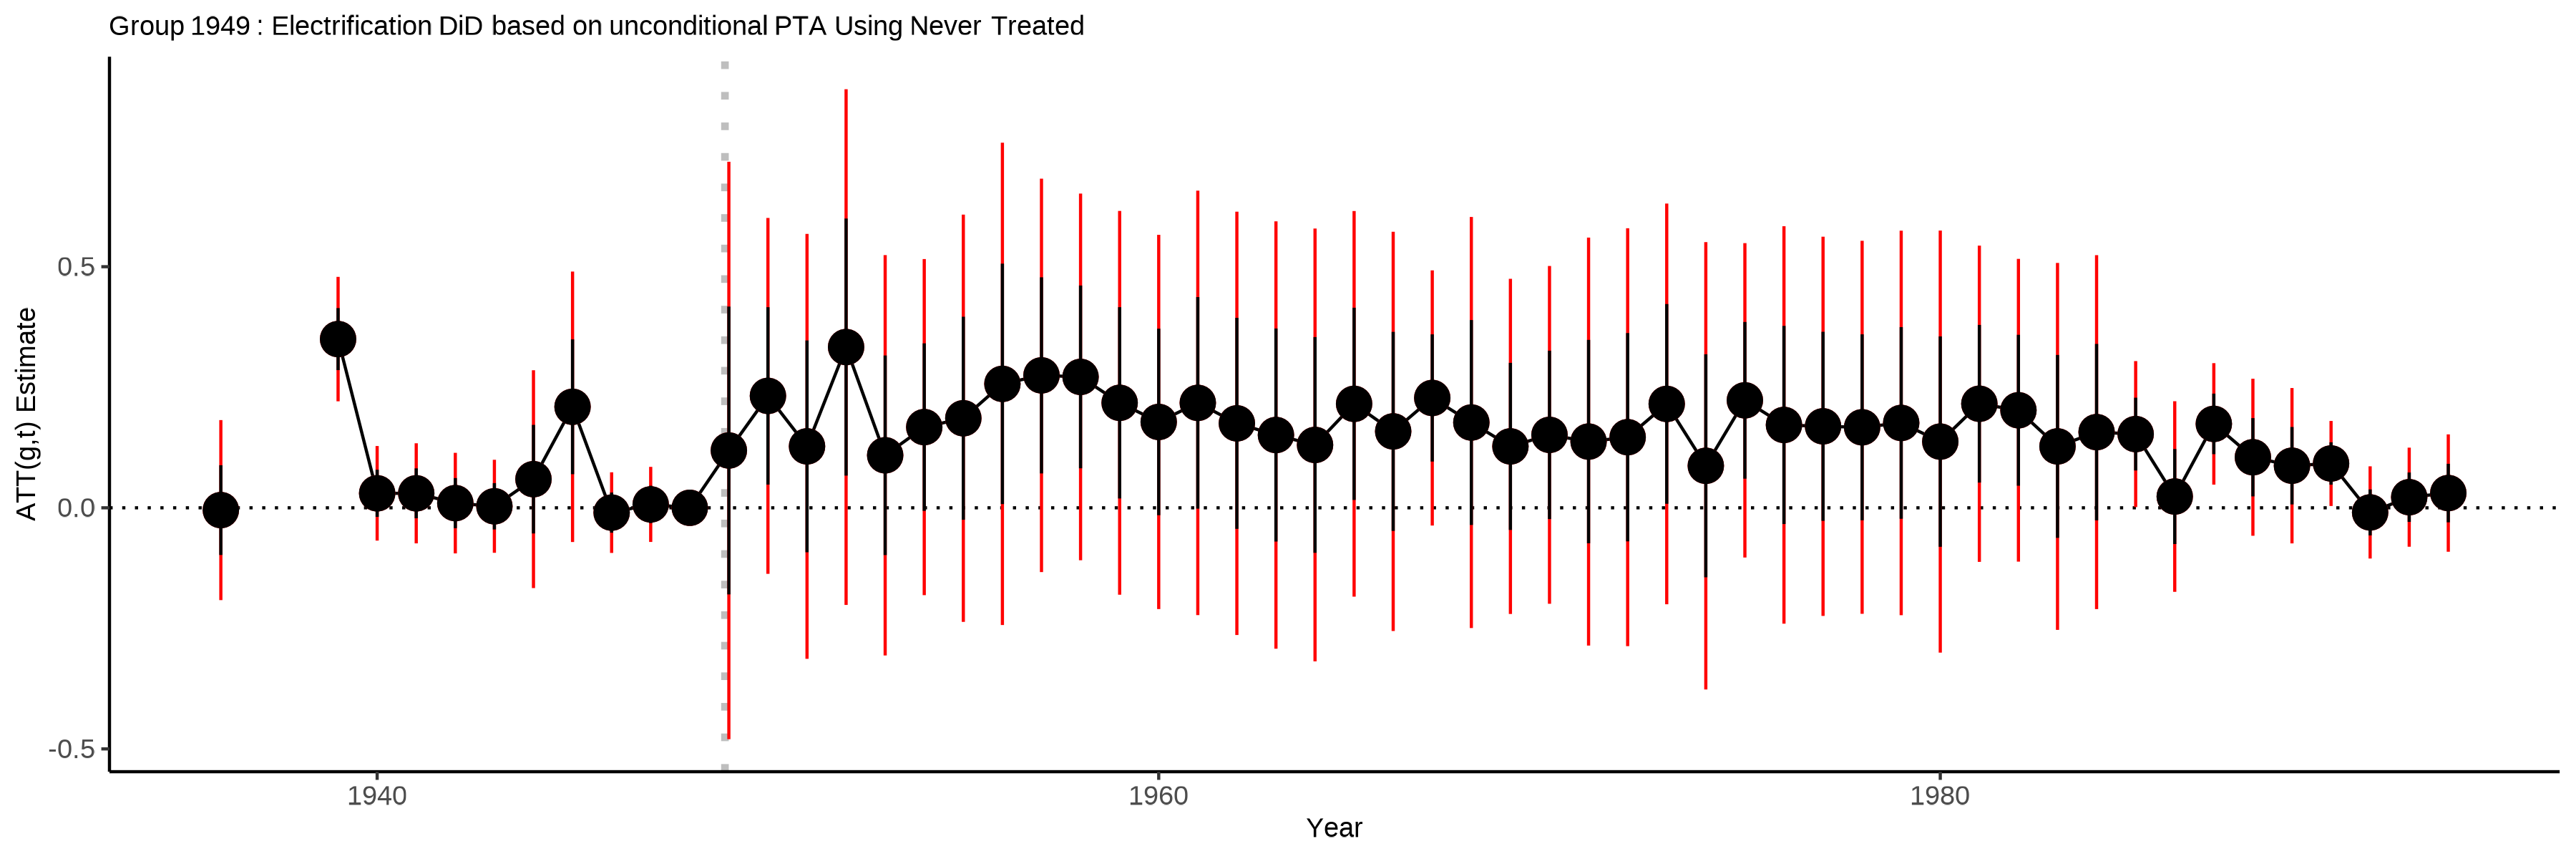 Group 1949 : Electrification DiD based on unconditional PTA Using Never Treated
ATT(g,t) Estimate
0.5
0.0
-0.5
1940
1960
1980
Year